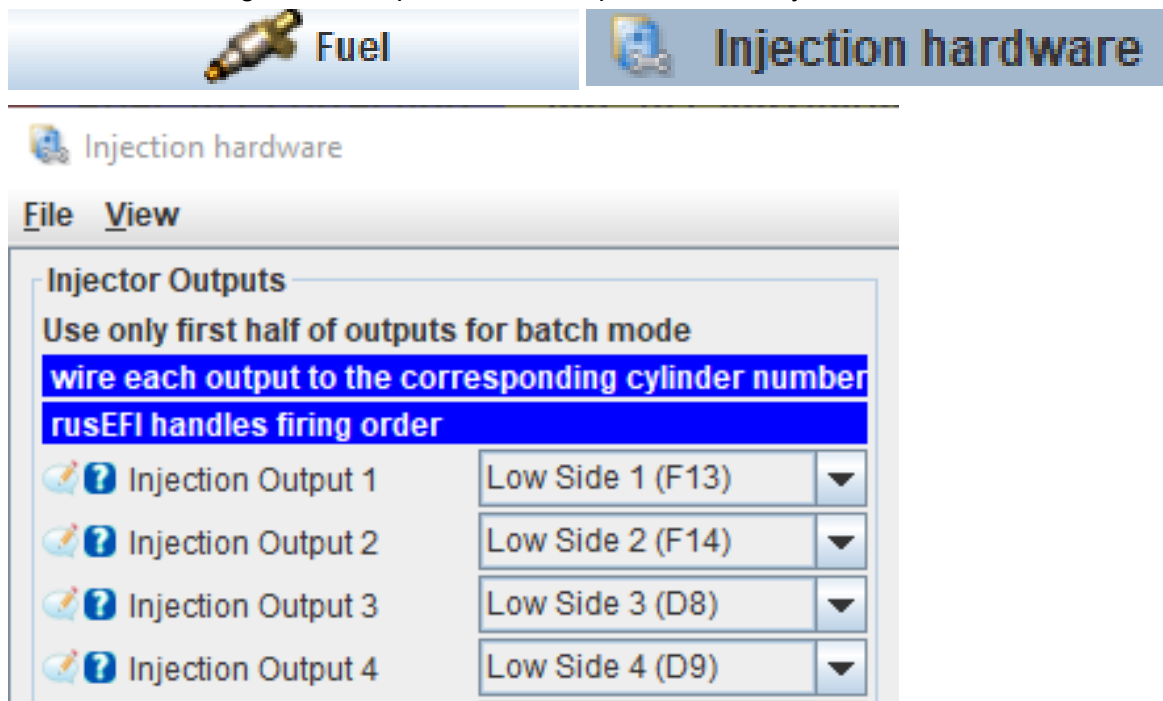 Fuel
Injection hardware
Injection hardware
File View
Injector Outputs
Use only first half of outputs for batch mode
wire each output to the corresponding cylinder number
rusEFI handles firing order
Injection Output 1 Low Side 1 (F13)
Injection Output 2 Low Side 2 (F14)
Injection Output 3 Low Side 3 (D8)
Injection Output 4 Low Side 4 (D9)